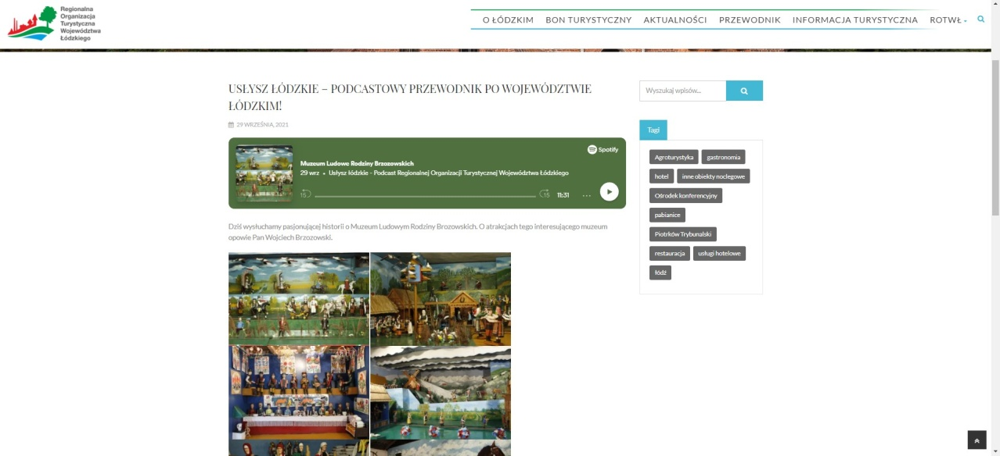 Regionalna
Organizacja
Turystyczna
Województwa
Łódzkiego
O ŁÓDZKIM BON TURYSTYCZNY AKTUALNOŚCI PRZEWODNIK INFORMACJA TURYSTYCZNA ROTWŁ
USŁYSZ ŁÓDZKIE – PODCASTOWY PRZEWODNIK PO WOJEWÓDZTWIE
ŁÓDZKIM!
29 WRZEŚNIA, 2021
Spotify
Muzeum Ludowe Rodziny Brzozowskich
29 wrz • Usłysz łódzkie - Podcast Regionalnej Organizacji Turystycznej Województwa Łódzkiego
15 15 11:31 ...
Dziś wysłuchamy pasjonującej historii o Muzeum Ludowym Rodziny Brozowskich. O atrakcjach tego interesującego muzeum
opowie Pan Wojciech Brzozowski.
Wyszukaj wpisów...
Tagi
Agroturystyka gastronomia
hotel inne obiekty noclegowe
Ośrodek konferencyjny
pabianice
Piotrków Trybunalski
restauracja usługi hotelowe
łódź